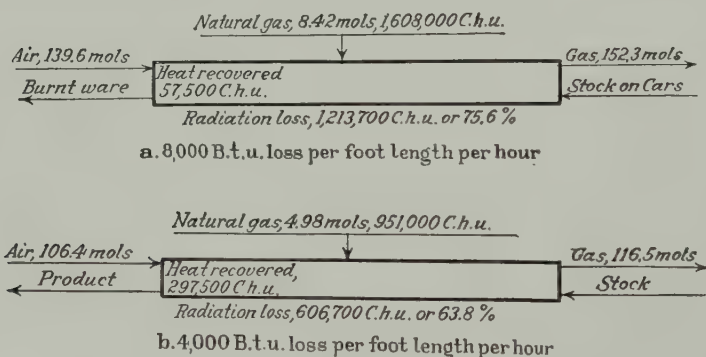 Natural gas, 8.42 mols, 1,608,000 C.h.u.
Air, 139.6 mols
Gas, 152.3 mols
Heat recovered
57,500 C.h.u.
Burnt ware
Stock on Cars
Radiation loss, 1,213,700 C.h.u. or 75.6 %
a. 8,000 B.t.u. loss per foot length per hour
Natural gas, 4.98 mols, 951,000 C.h.u.
Air, 106.4 mols
Gas, 116.5 mols
Heat recovered,
297,500 C.h.u.
Product
Stock
Radiation loss, 606,700 C.h.u. or 63.8 %
b. 4,000 B.t.u. loss per foot length per hour